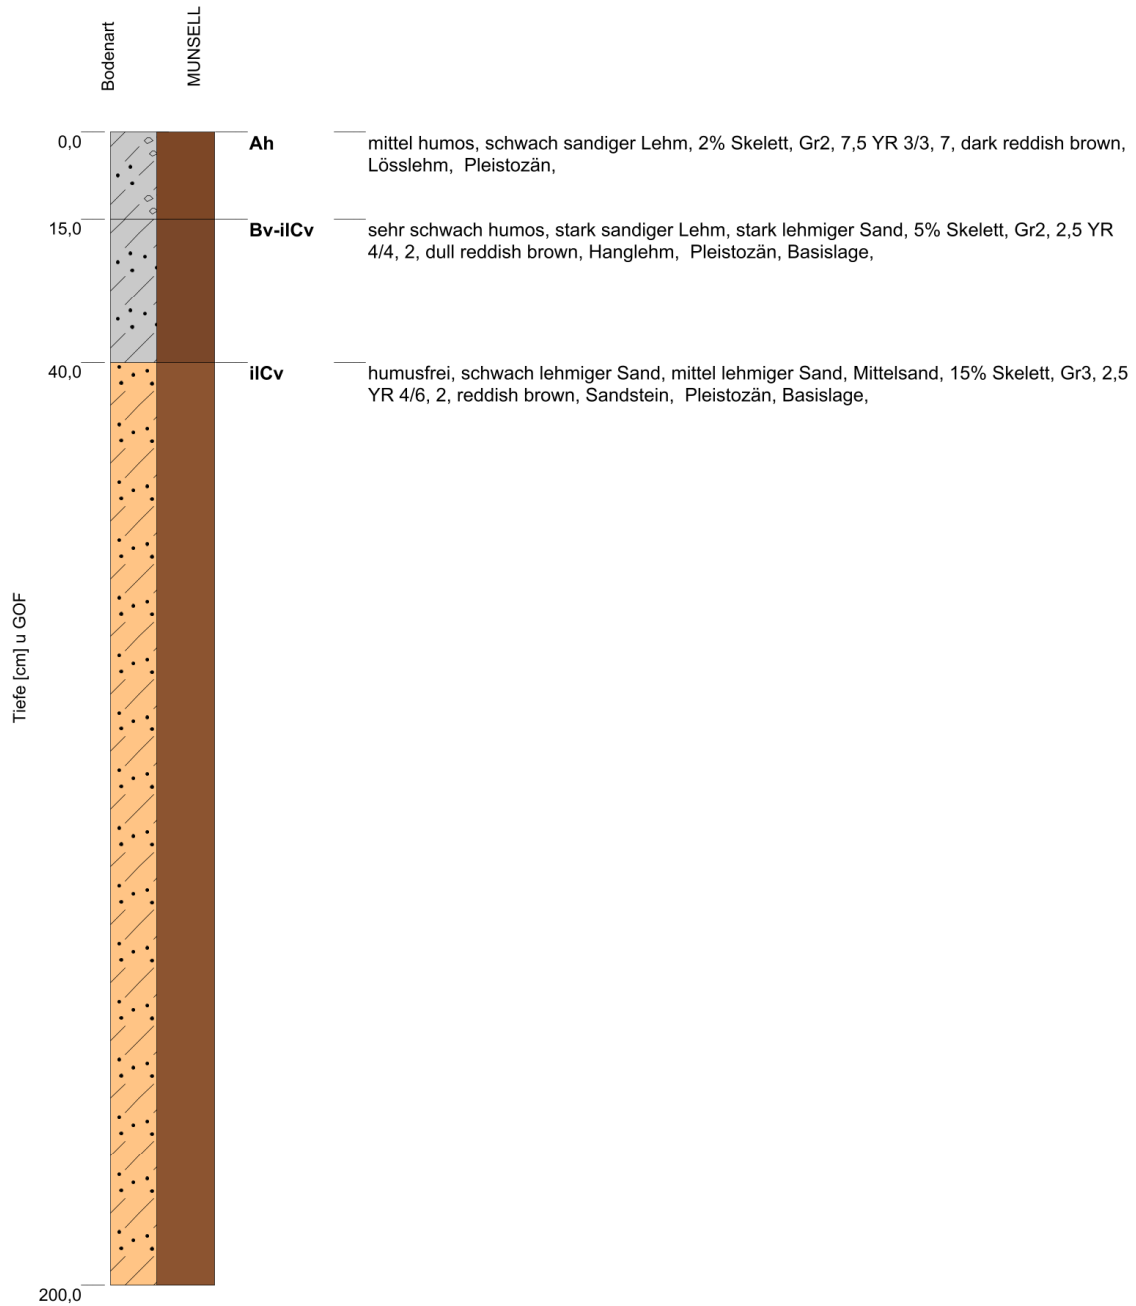 Bodenart
MUNSELL
0,0
Ah
mittel humos, schwach sandiger Lehm, 2% Skelett, Gr2, 7,5 YR 3/3, 7, dark reddish brown,
Lösslehm,  Pleistozän,
15,0
Bv-ilCv
sehr schwach humos, stark sandiger Lehm, stark lehmiger Sand, 5% Skelett, Gr2, 2,5 YR
4/4, 2, dull reddish brown, Hanglehm,  Pleistozän, Basislage,
40,0
ilCv
humusfrei, schwach lehmiger Sand, mittel lehmiger Sand, Mittelsand, 15% Skelett, Gr3, 2,5
YR 4/6, 2, reddish brown, Sandstein,  Pleistozän, Basislage,
Tiefe [cm] u GOF
200,0